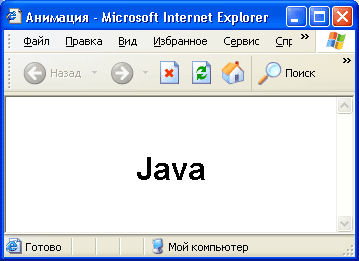 Анимация - Microsoft Internet Explorer
Файл Правка Вид Избранное Сервис Спр »
Назад Поиск »
Java
Готово Мой компьютер